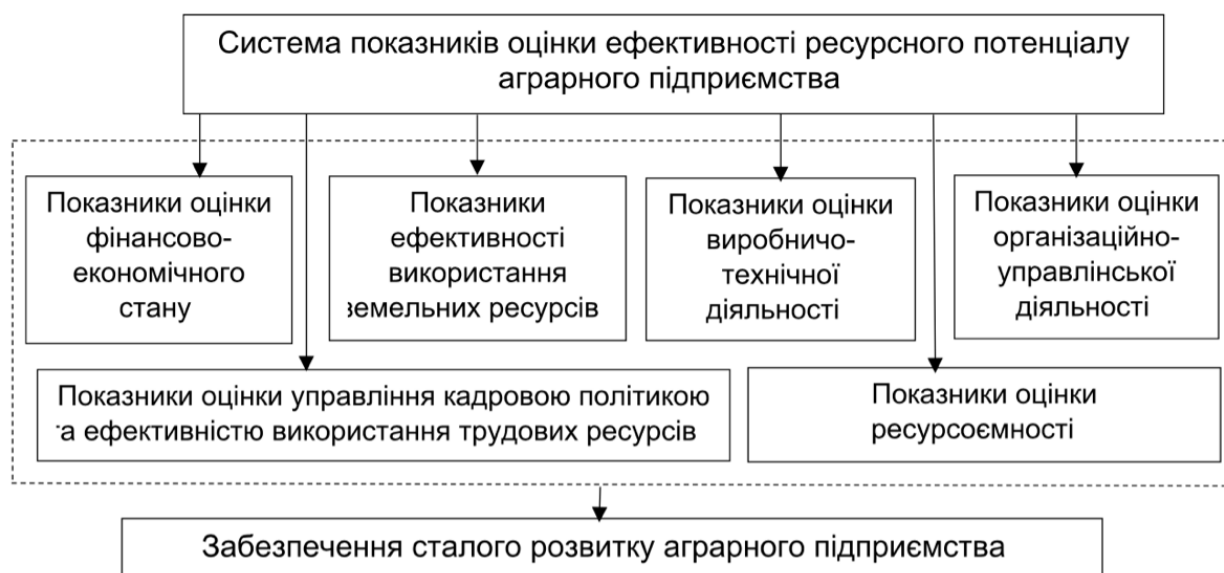 Система показників оцінки ефективності ресурсного потенціалу
аграрного підприємства
Показники оцінки
фінансово-
економічного
стану
Показники
ефективності
використання
земельних ресурсів
Показники оцінки
виробничо-
технічної
діяльності
Показники оцінки
організаційно-
управлінської
діяльності
Показники оцінки управління кадровою політикою
та ефективністю використання трудових ресурсів
Показники оцінки
ресурсоємності
Забезпечення сталого розвитку аграрного підприємства